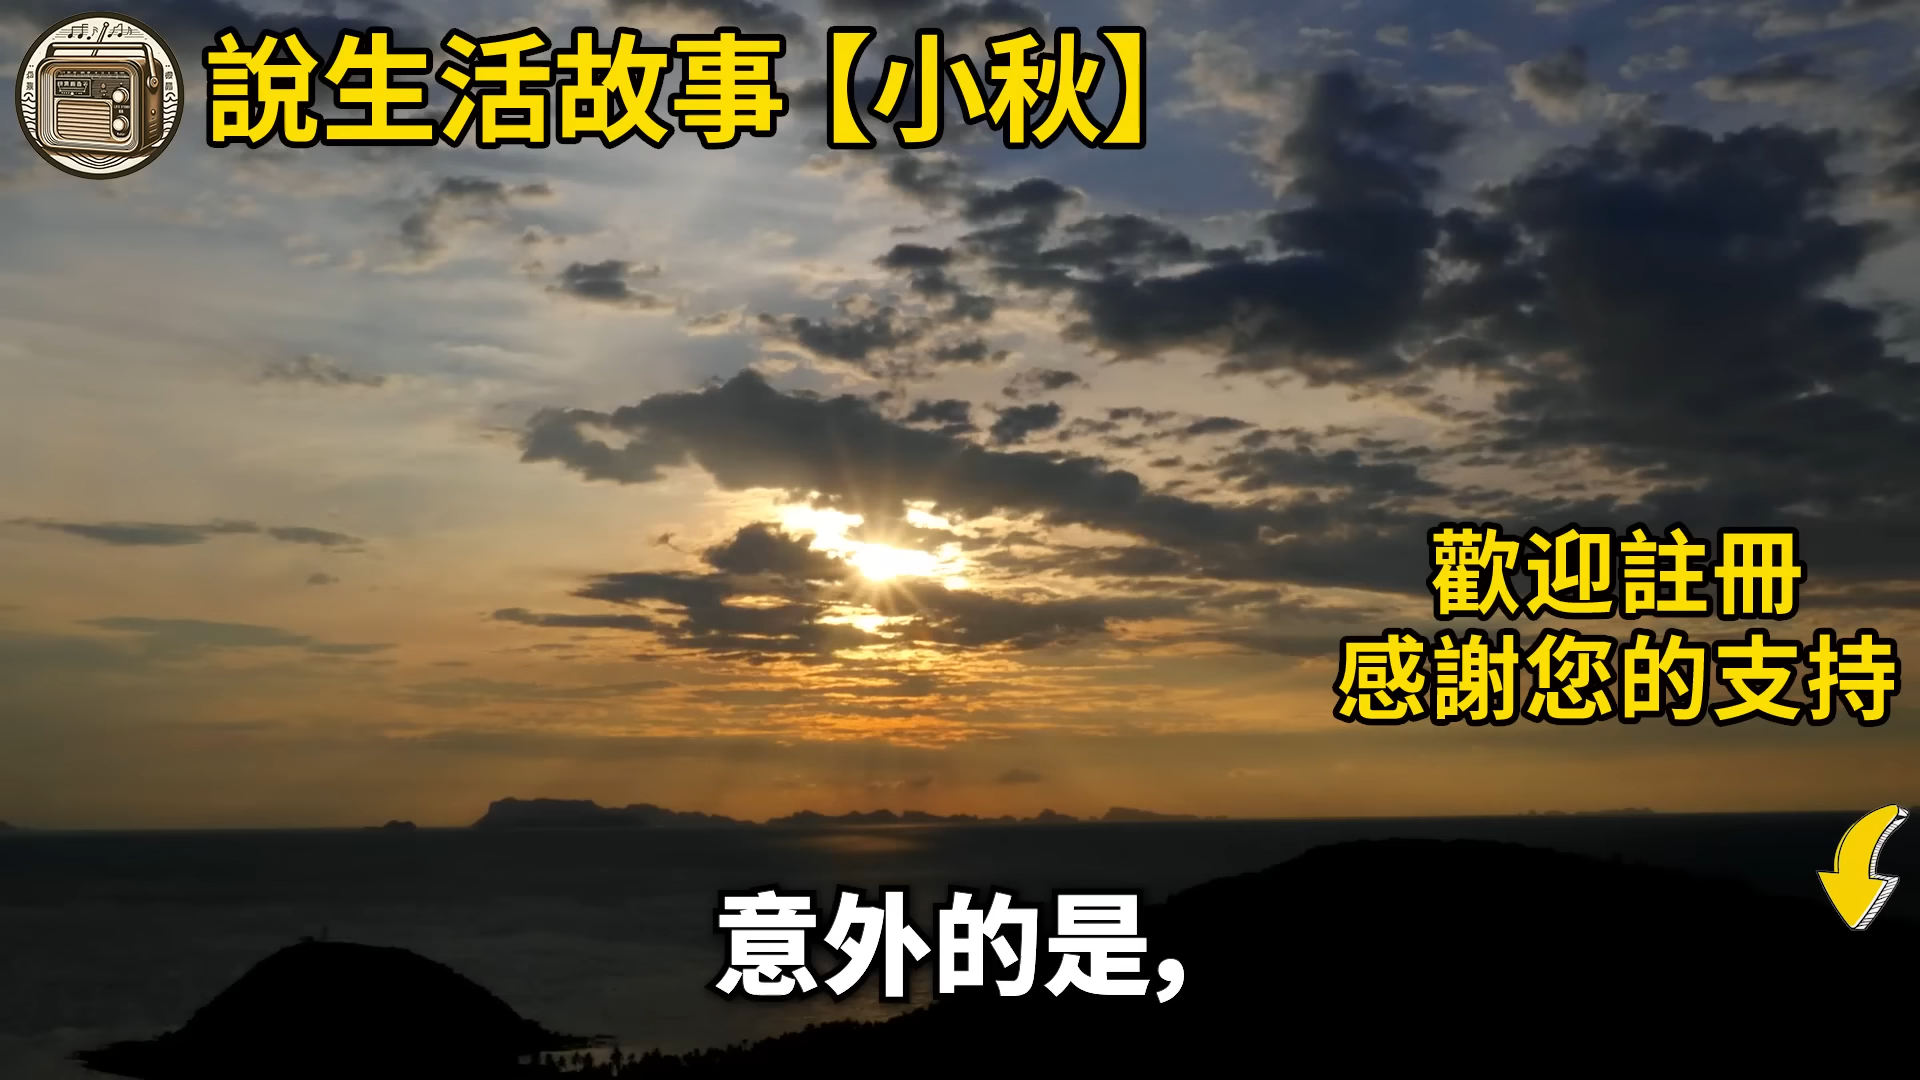 說生活故事【小秋】
歡迎註冊
感謝您的支持
意外的是,